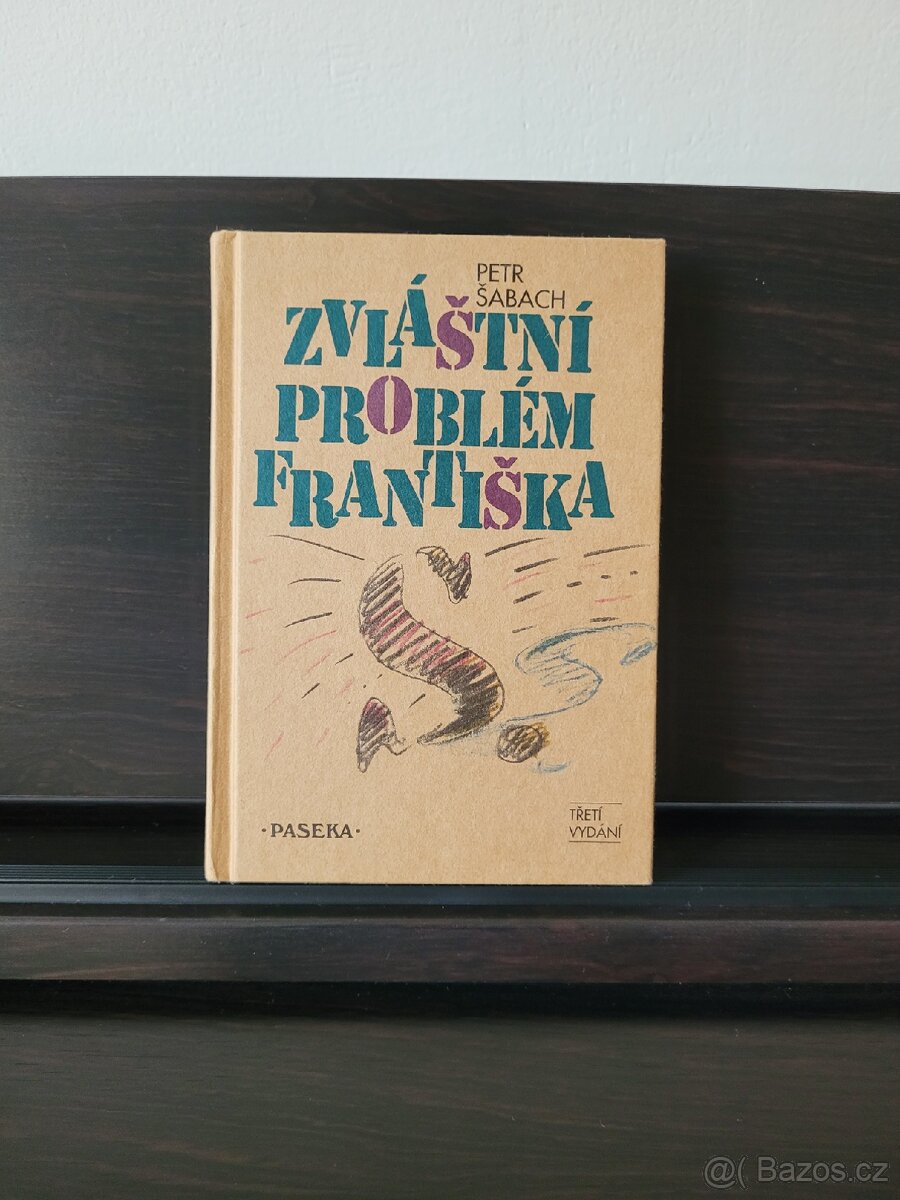 PETR
ŠABACH
ZVLÁŠTNÍ
PROBLÉM
FRANTIŠKA
·PASEKA·
TŘETÍ
VYDÁNÍ
@( Bazos.cz